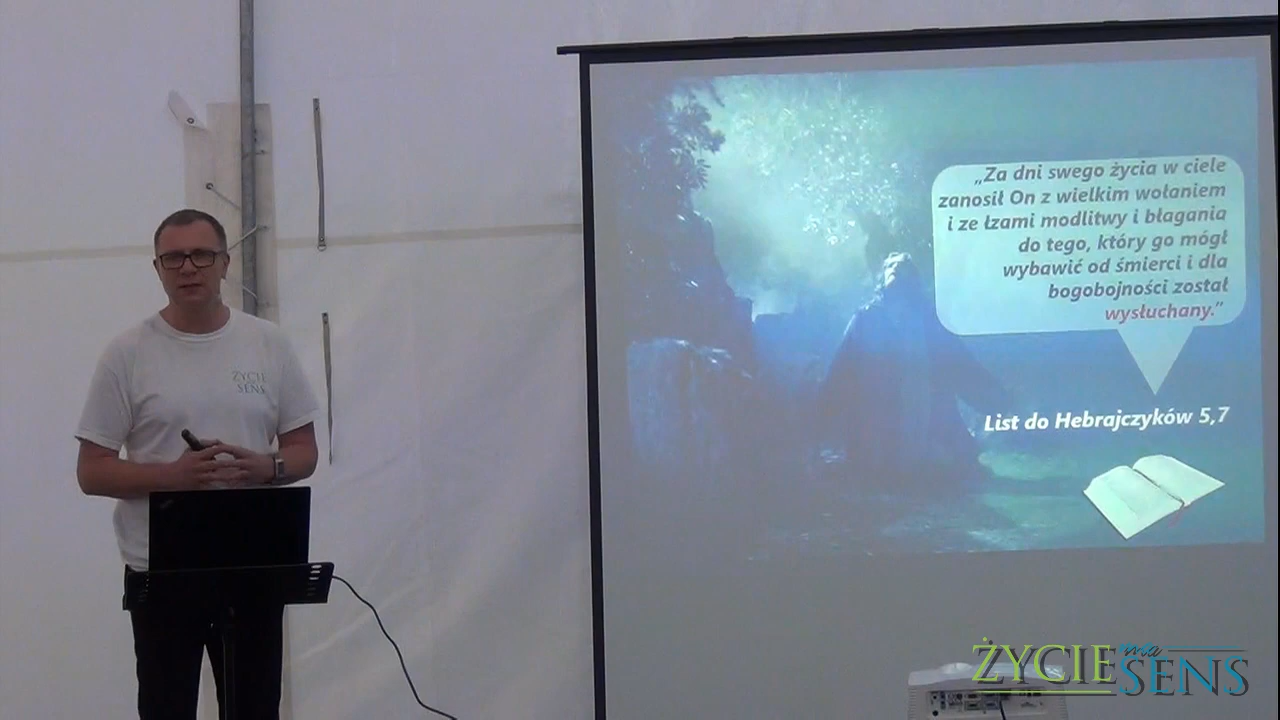 „Za dni swego życia w ciele
zanosił On z wielkim wołaniem
i ze łzami modlitwy i błagania
do tego, który go mógł
wybawić od śmierci i dla
bogobojności został
wysłuchany.”
List do Hebrajczyków 5,7
ŻYCIE
SENS
ŻYCIE ma
SENS